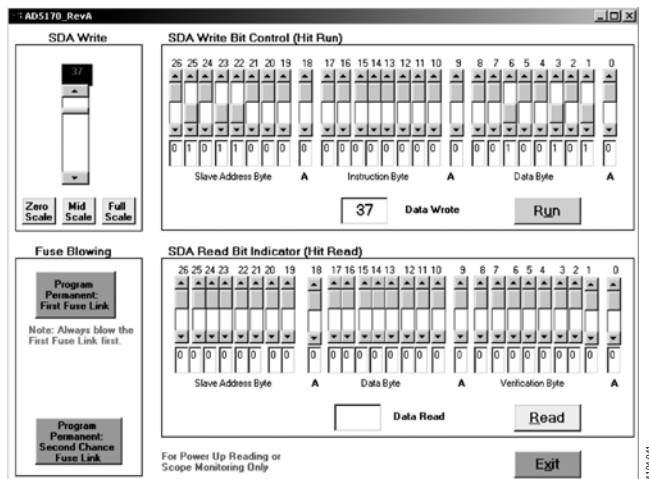 AD5170_RevA
SDA Write
37
Zero Scale
Mid Scale
Full Scale
SDA Write Bit Control (Hit Run)
26 25 24 23 22 21 20 19 18 17 16 15 14 13 12 11 10 9 8 7 6 5 4 3 2 1 0
0 1 0 1 1 0 0 0 0 0 0 0 0 0 0 0 0 0 0 0 1 0 0 1 0 1 0
Slave Address Byte A Instruction Byte A Data Byte A
37 Data Wrote Run
Fuse Blowing
Program
Permanent:
First Fuse Link
Note: Always blow the
First Fuse Link first.
Program
Permanent:
Second Chance
Fuse Link
SDA Read Bit Indicator (Hit Read)
26 25 24 23 22 21 20 19 18 17 16 15 14 13 12 11 10 9 8 7 6 5 4 3 2 1 0
0 0 0 0 0 0 0 0 0 0 0 0 0 0 0 0 0 0 0 0 0 0 0 0 0 0 0
Slave Address Byte A Data Byte A Verification Byte A
Data Read Read
For Power Up Reading or
Scope Monitoring Only
Exit